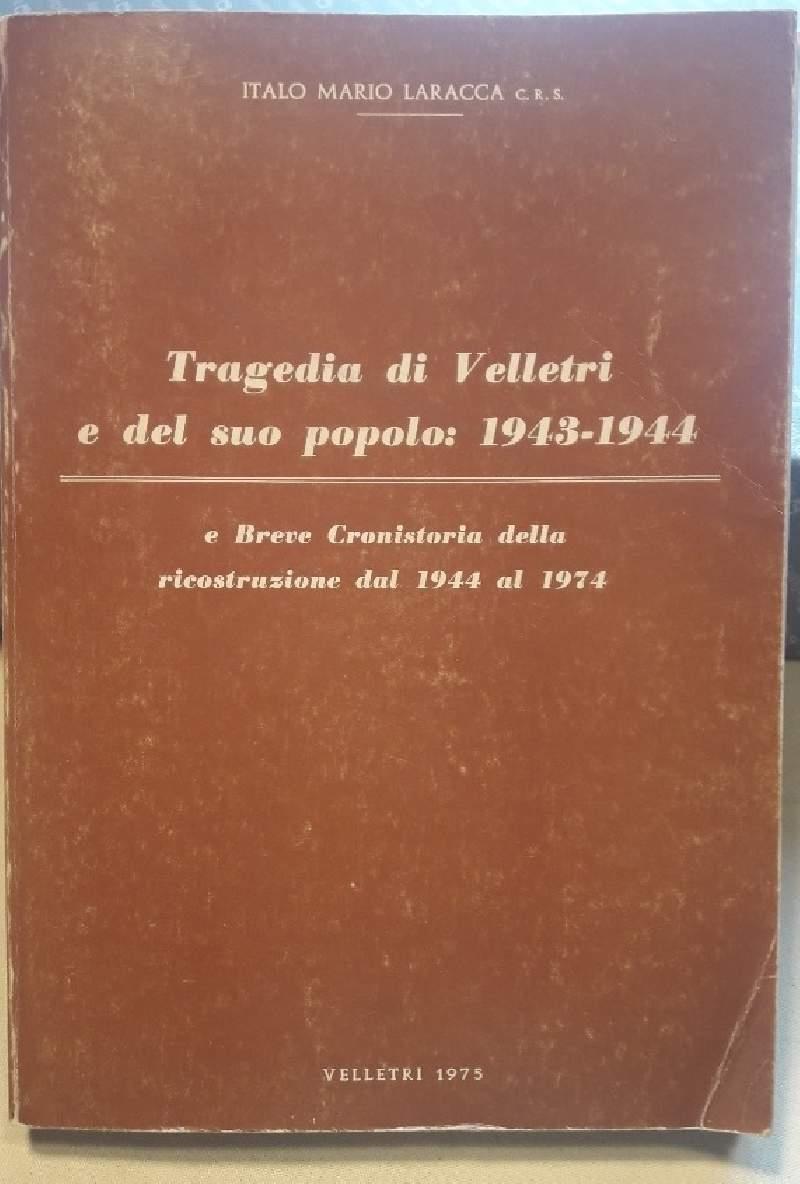 ITALO MARIO LARACCA C. R. S.
Tragedia di Velletri
e del suo popolo: 1943-1944
e Breve Cronistoria della
ricostruzione dal 1944 al 1974
VELLETRI 1975